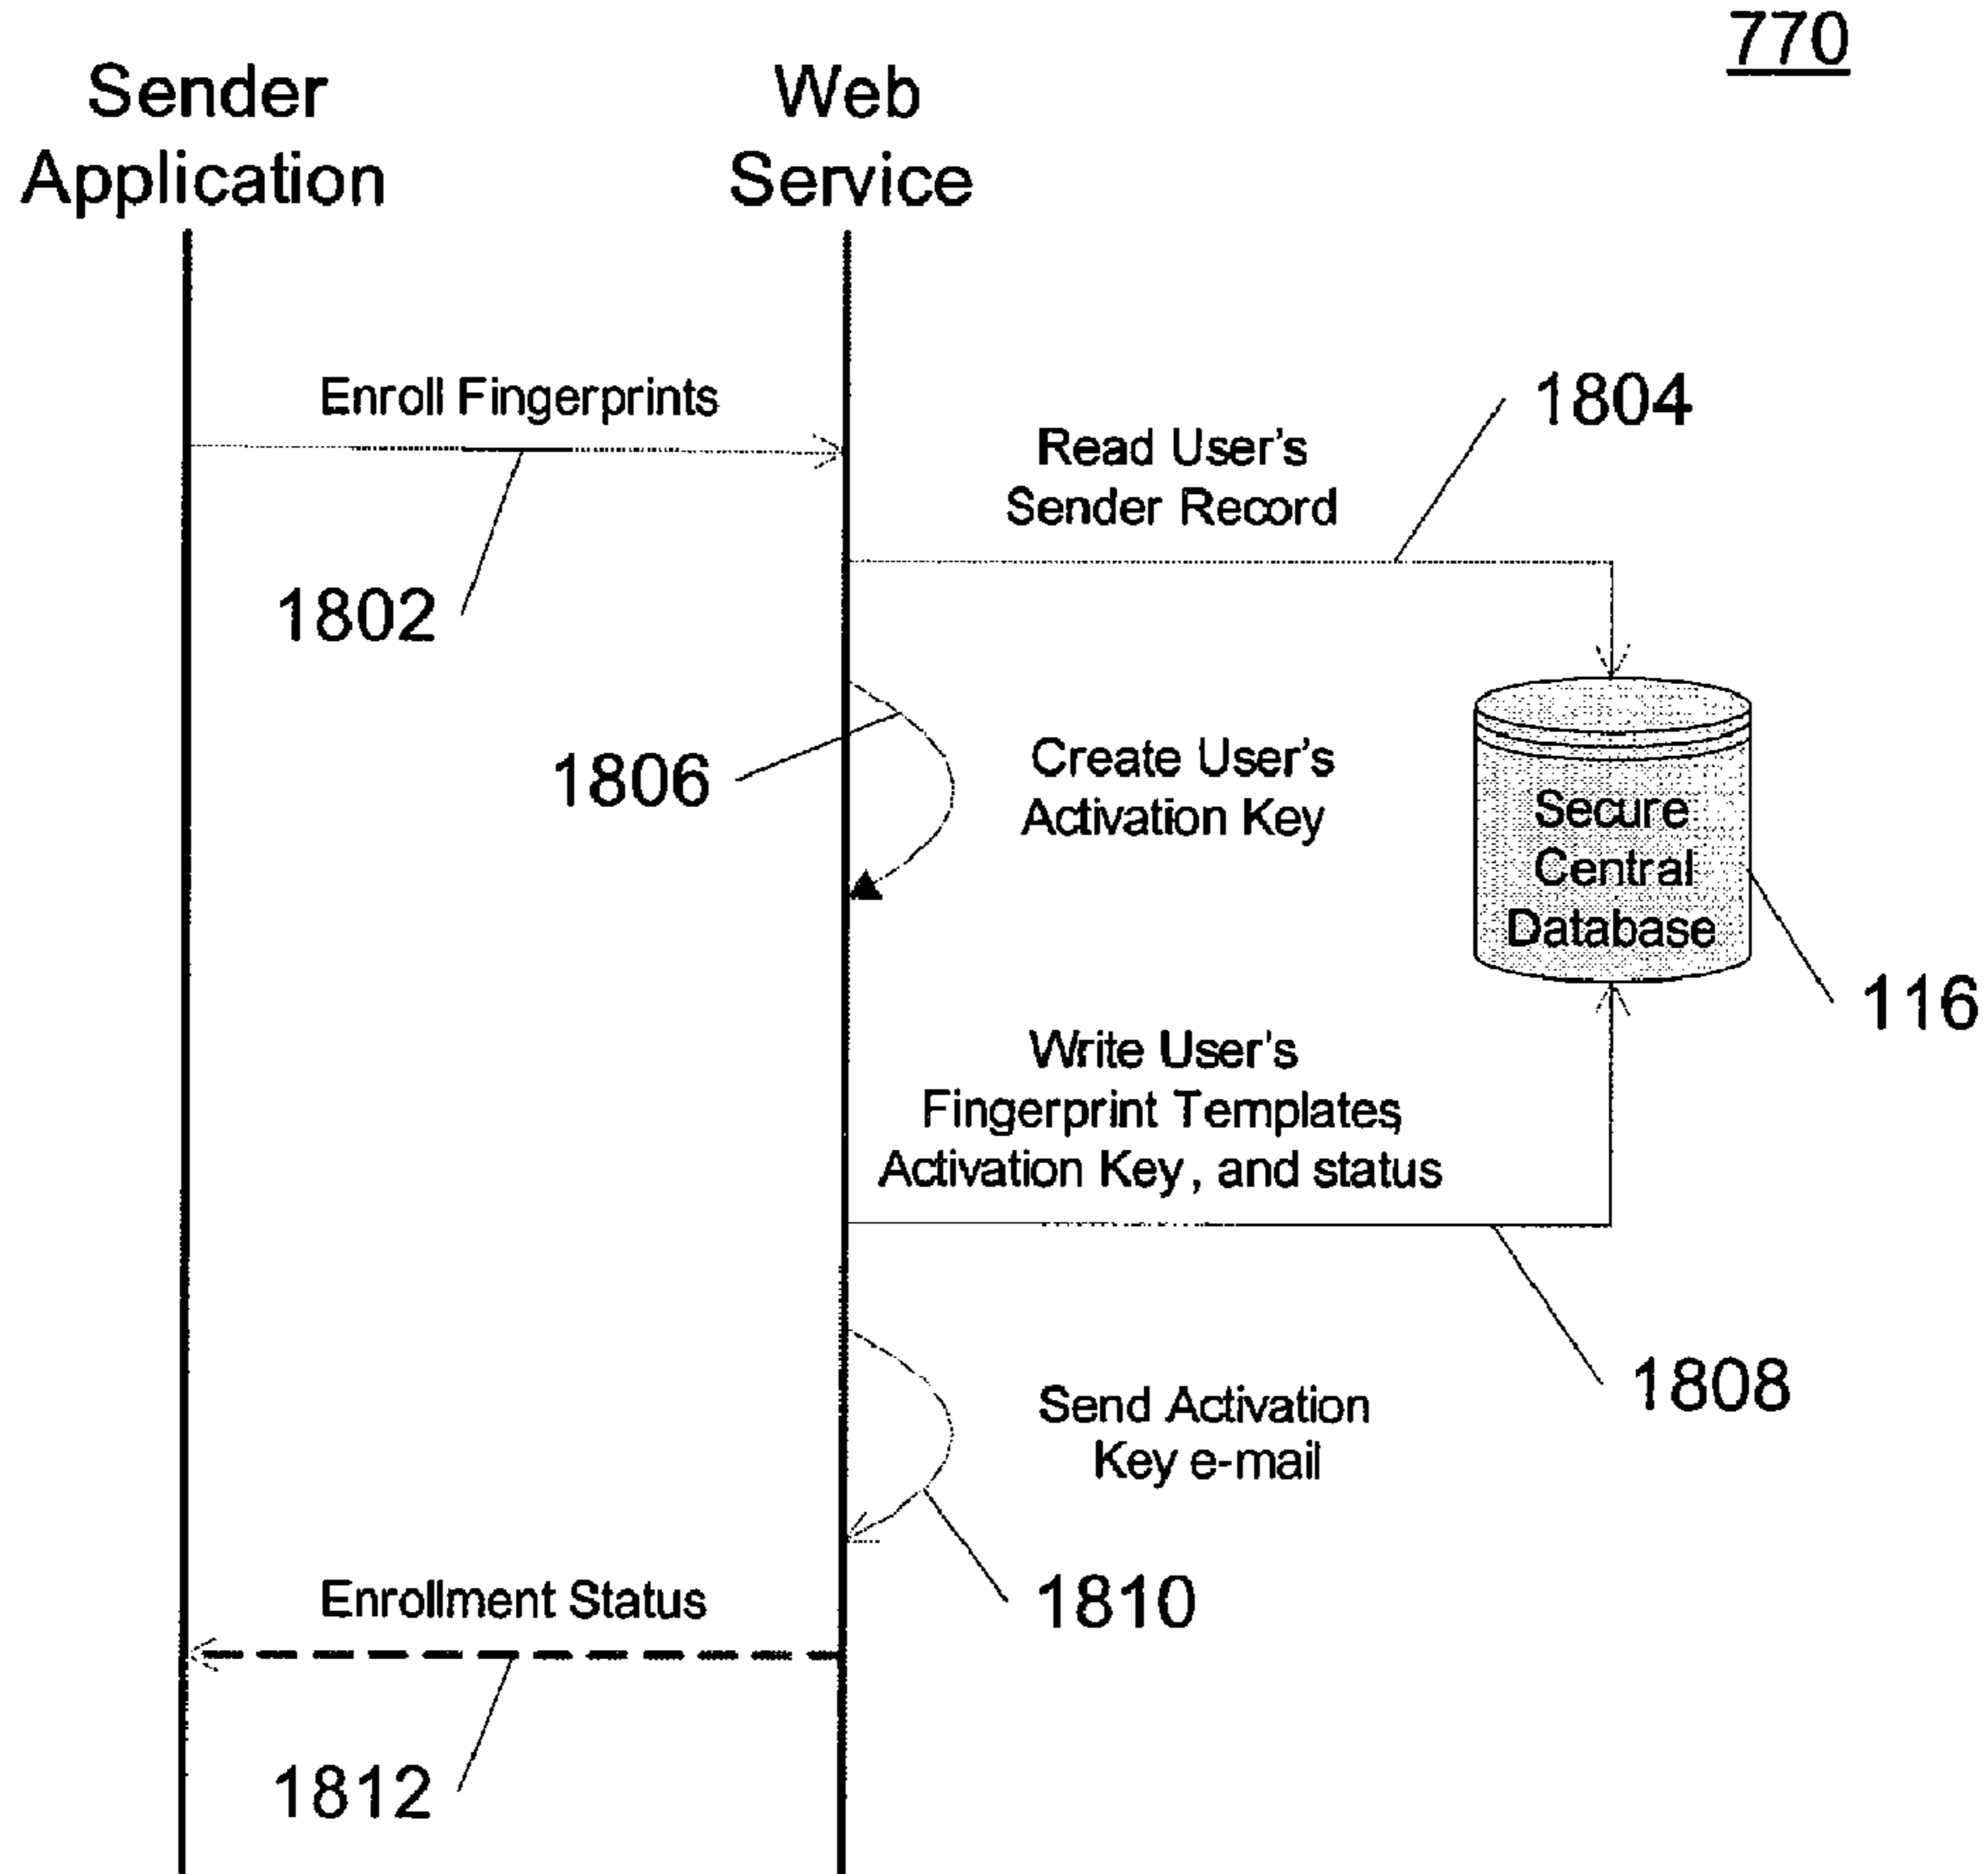 770
Sender
Application
Web
Service
Enroll Fingerprints
1804
Read User's
Sender Record
1802
1806
Create User's
Activation Key
Secure
Central
Database
116
Write User's
Fingerprint Templates,
Activation Key, and status
1808
Send Activation
Key e-mail
1810
Enrollment Status
1812